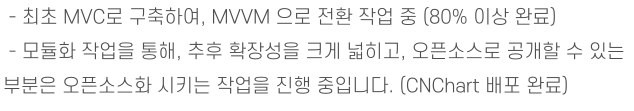 - 최초 MVC로 구축하여, MVVM 으로 전환 작업 중 (80% 이상 완료)
- 모듈화 작업을 통해, 추후 확장성을 크게 넓히고, 오픈소스로 공개할 수 있는
부분은 오픈소스화 시키는 작업을 진행 중입니다. (CNChart 배포 완료)